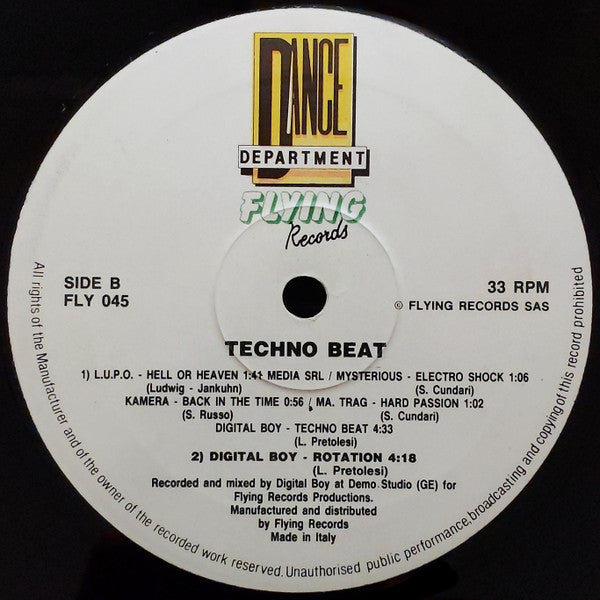 DANCE
DEPARTMENT
FLYING
Records
SIDE B
FLY 045
33 RPM
© FLYING RECORDS SAS
TECHNO BEAT
1) L.U.P.O. - HELL OR HEAVEN 1:41 MEDIA SRL / MYSTERIOUS - ELECTRO SHOCK 1:06
(Ludwig - Jankuhn) (S. Cundari)
KAMERA - BACK IN THE TIME 0:56 / MA. TRAG - HARD PASSION 1:02
(S. Russo) (S. Cundari)
DIGITAL BOY - TECHNO BEAT 4:33
(L. Pretolesi)
2) DIGITAL BOY - ROTATION 4:18
(L. Pretolesi)
Recorded and mixed by Digital Boy at Demo Studio (GE) for
Flying Records Productions.
Manufactured and distributed
by Flying Records
Made in Italy
All rights of the Manufacturer and of the owner of the recorded work reserved. Unauthorised public performance, broadcasting and copying of this record prohibited